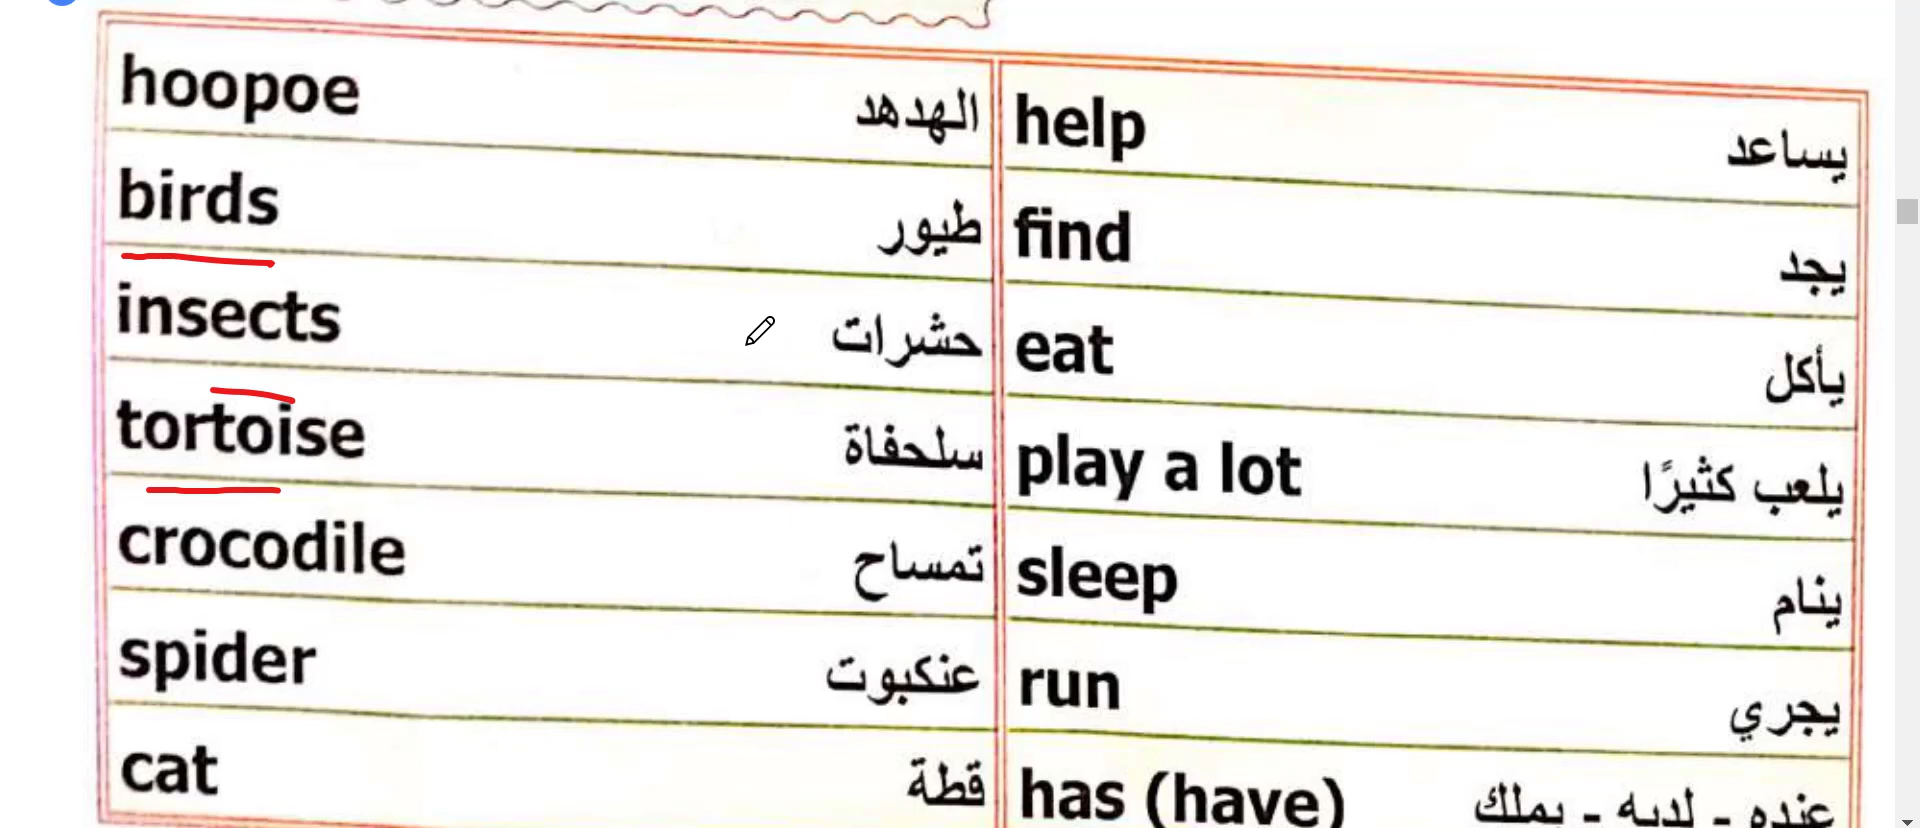 hoopoe الهدهد
help يساعد
birds طيور
find يجد
insects حشرات
eat يأكل
tortoise سلحفاة
play a lot يلعب كثيرًا
crocodile تمساح
sleep ينام
spider عنكبوت
run يجري
cat قطة
has (have) عنده - لديه - يملك